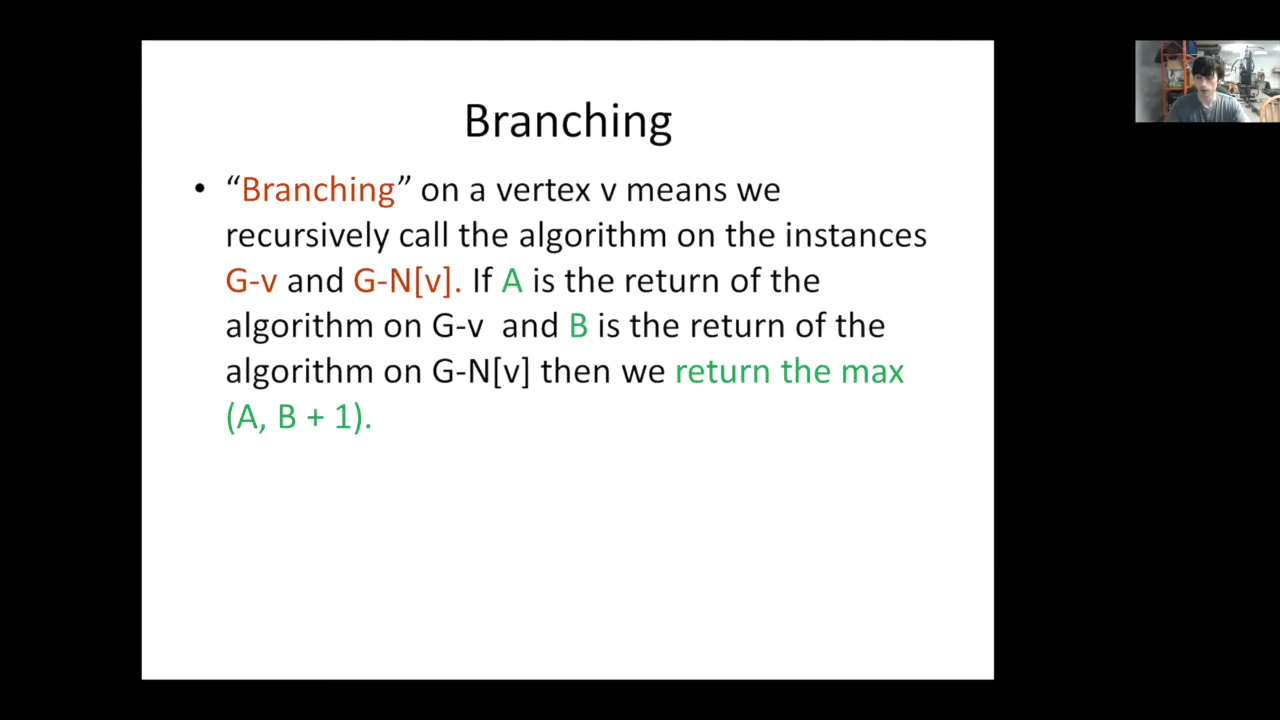 Branching
• “Branching” on a vertex v means we
recursively call the algorithm on the instances
G-v and G-N[v]. If A is the return of the
algorithm on G-v and B is the return of the
algorithm on G-N[v] then we return the max
(A, B + 1).